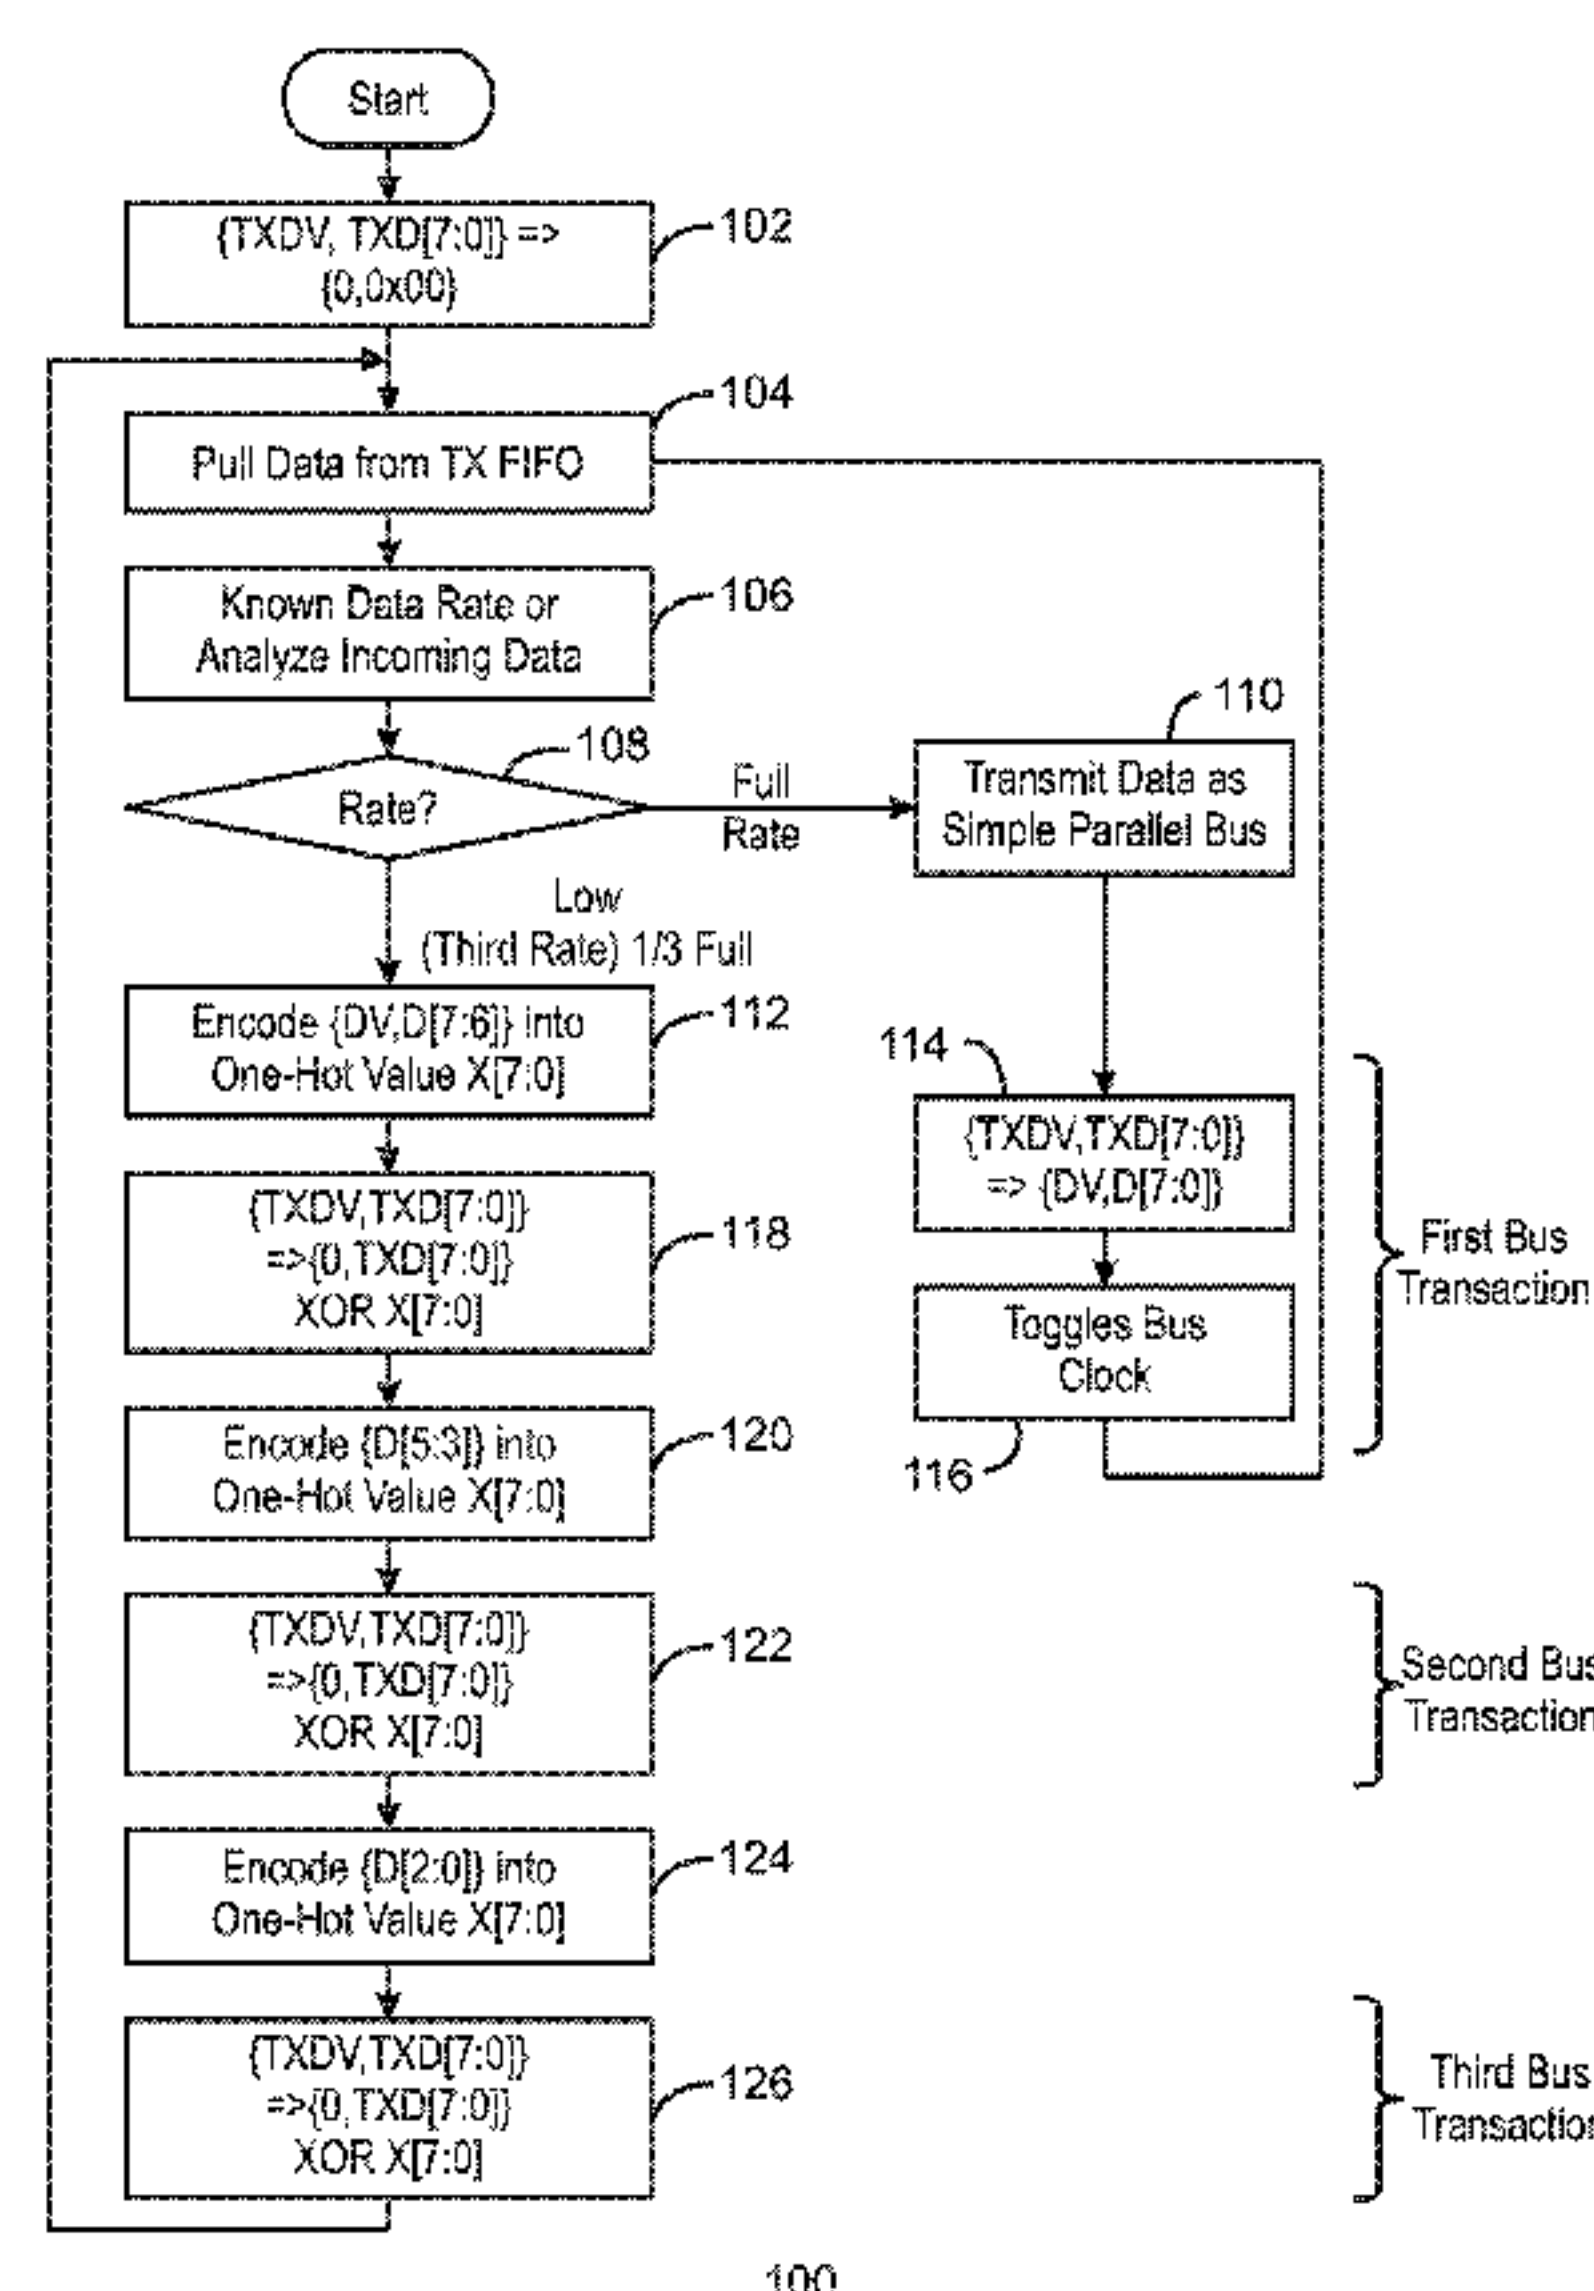 Start
{TXDV, TXD[7:0]} =>
{0,0x00}
102
104
Pull Data from TX FIFO
Known Data Rate or
Analyze Incoming Data
106
108
Rate?
Full
Rate
110
Transmit Data as
Simple Parallel Bus
Low
(Third Rate) 1/3 Full
Encode {DV,D[7:6]} into
One-Hot Value X[7:0]
112
114
{TXDV,TXD[7:0]}
=> {DV,D[7:0]}
{TXDV,TXD[7:0]}
=>{0,TXD[7:0]}
XOR X[7:0]
118
First Bus
Transaction
Toggles Bus
Clock
116
Encode {D[5:3]} into
One-Hot Value X[7:0]
120
{TXDV,TXD[7:0]}
=>{0,TXD[7:0]}
XOR X[7:0]
122
Second Bus
Transaction
Encode {D[2:0]} into
One-Hot Value X[7:0]
124
{TXDV,TXD[7:0]}
=>{0,TXD[7:0]}
XOR X[7:0]
126
Third Bus
Transaction
100